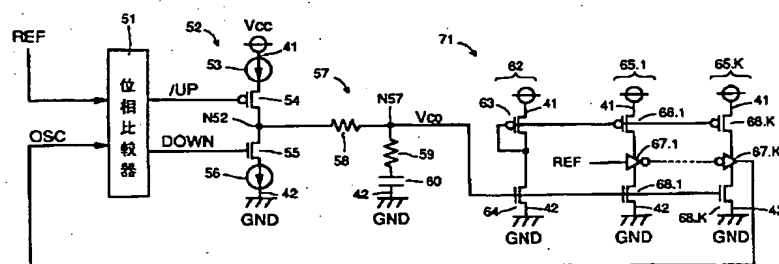 51
52
Vcc
REF
41
53
71
62
65.1
65.K
57
/UP
54
63
41
41
41
N52
N57
Vco
68.1
68.K
位相比較器
OSC
DOWN
58
59
REF
67.1
67.K
55
56
60
68.1
42
42
64
42
42
68.K
42
GND
GND
GND
GND
GND